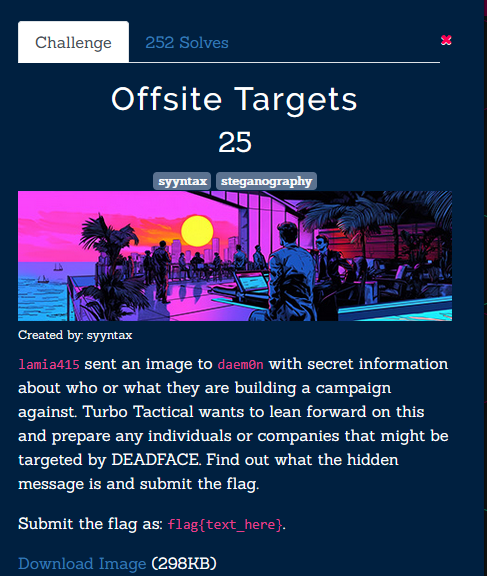 Challenge
252 Solves
Offsite Targets
25
syyntax steganography
Created by: syyntax
lamia415 sent an image to daem0n with secret information
about who or what they are building a campaign
against. Turbo Tactical wants to lean forward on this
and prepare any individuals or companies that might be
targeted by DEADFACE. Find out what the hidden
message is and submit the flag.
Submit the flag as: flag{text_here}.
Download Image (298KB)